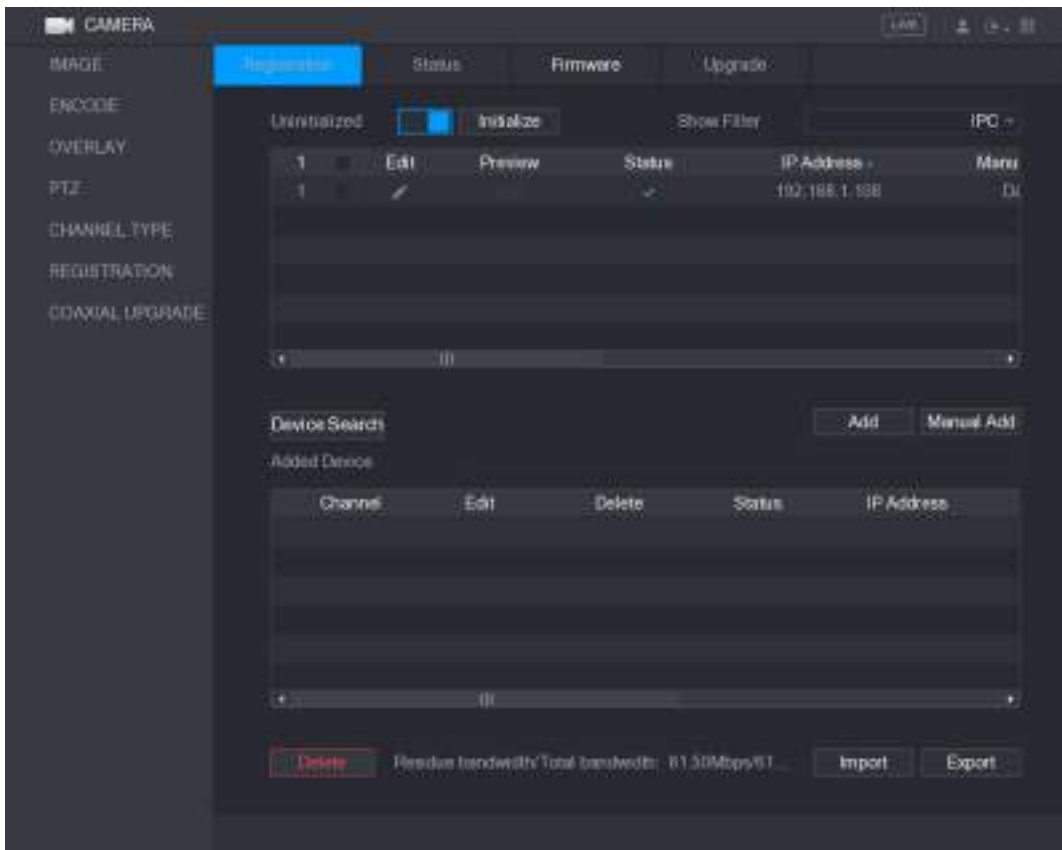 CAMERA LIVE
IMAGE
ENCODE
OVERLAY
PTZ
CHANNEL TYPE
REGISTRATION
COAXIAL UPGRADE
Registration Status Firmware Upgrade
Uninitialized Initialize Show Filter IPC
1 Edit Preview Status IP Address Manu
1 192.168.1.108 Da
Device Search Add Manual Add
Added Device
Channel Edit Delete Status IP Address
Delete Residue bandwidth/Total bandwidth: 61.50Mbps/61... Import Export